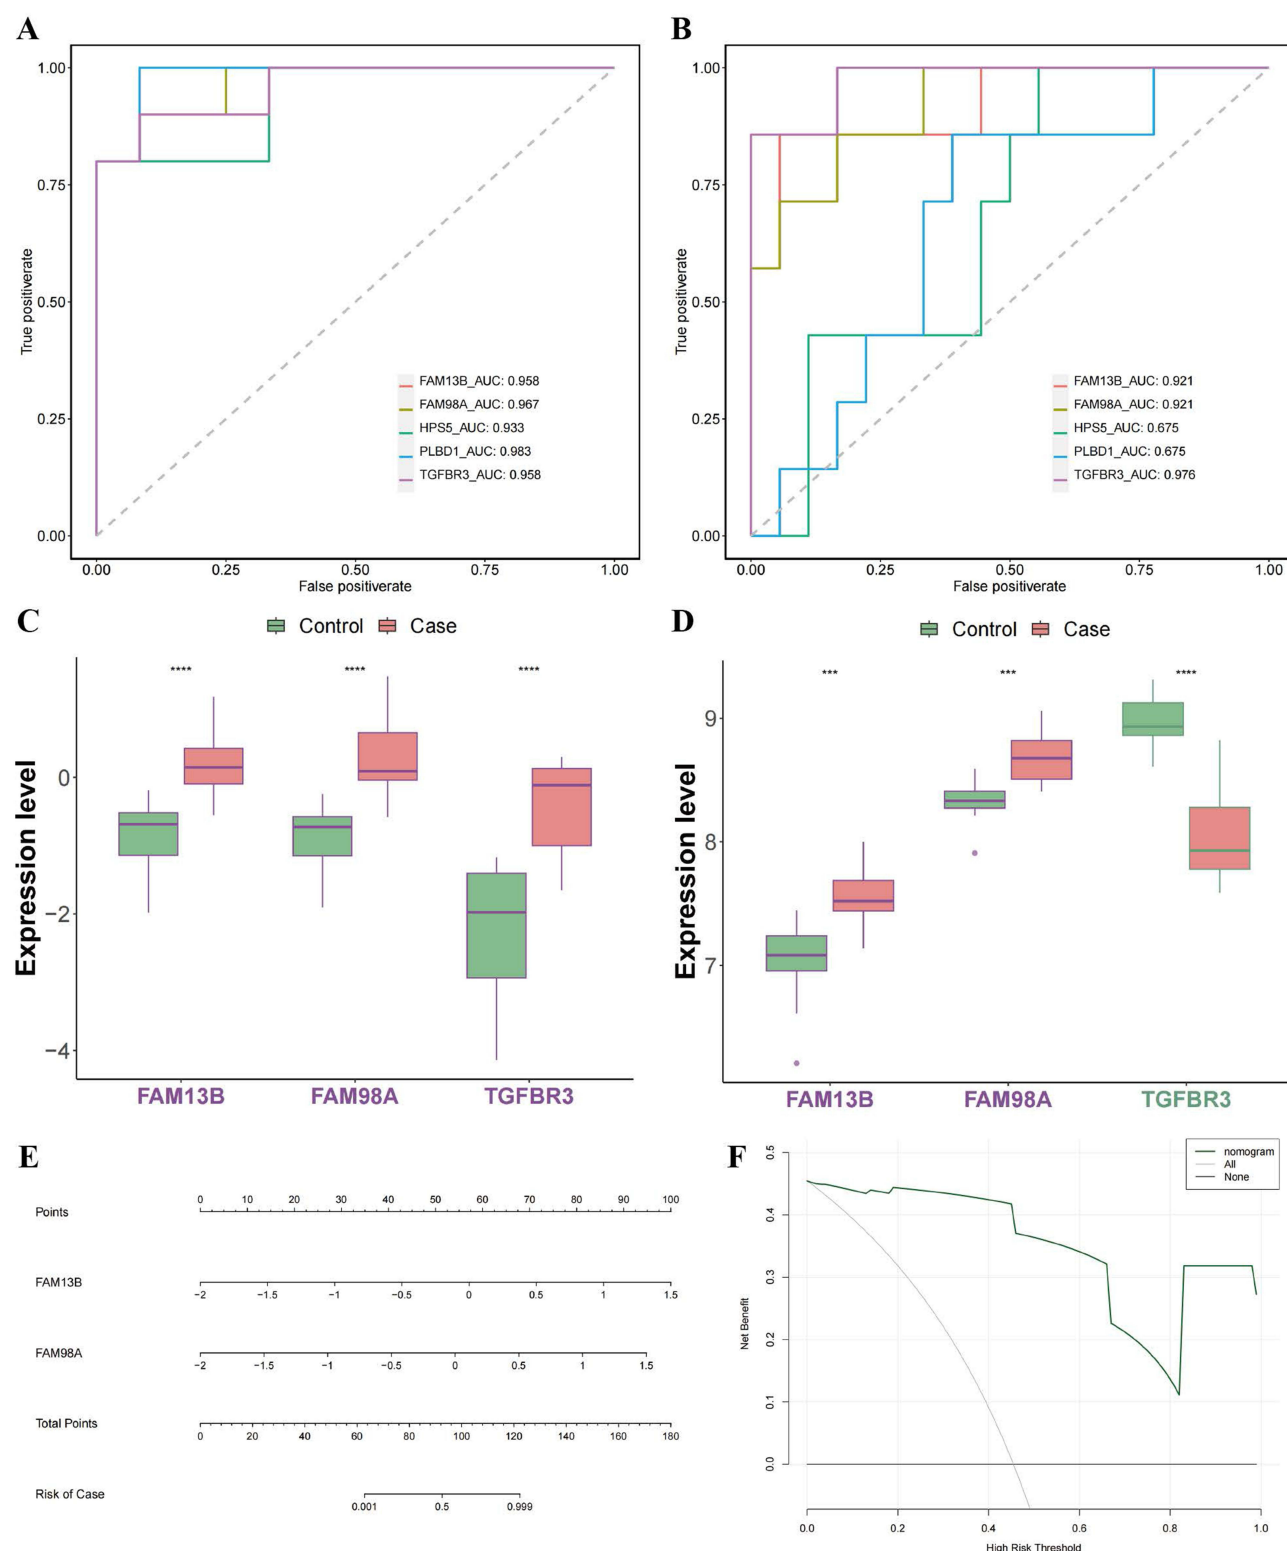 A
1.00
0.75
0.50
0.25
0.00
True positiverate
FAM13B_AUC: 0.958
FAM98A_AUC: 0.967
HPS5_AUC: 0.933
PLBD1_AUC: 0.983
TGFBR3_AUC: 0.958
0.00 0.25 0.50 0.75 1.00
False positiverate
B
1.00
0.75
0.50
0.25
0.00
True positiverate
FAM13B_AUC: 0.921
FAM98A_AUC: 0.921
HPS5_AUC: 0.675
PLBD1_AUC: 0.675
TGFBR3_AUC: 0.976
0.00 0.25 0.50 0.75 1.00
False positiverate
C
Control Case
**** **** ****
Expression level
0
−2
−4
FAM13B FAM98A TGFBR3
D
Control Case
*** *** ****
Expression level
9
8
7
FAM13B FAM98A TGFBR3
E
Points
0 10 20 30 40 50 60 70 80 90 100
FAM13B
−2 −1.5 −1 −0.5 0 0.5 1 1.5
FAM98A
−2 −1.5 −1 −0.5 0 0.5 1 1.5
Total Points
0 20 40 60 80 100 120 140 160 180
Risk of Case
0.001 0.5 0.999
F
nomogram
All
None
Net Benefit
0.5
0.4
0.3
0.2
0.1
0.0
0.0 0.2 0.4 0.6 0.8 1.0
High Risk Threshold